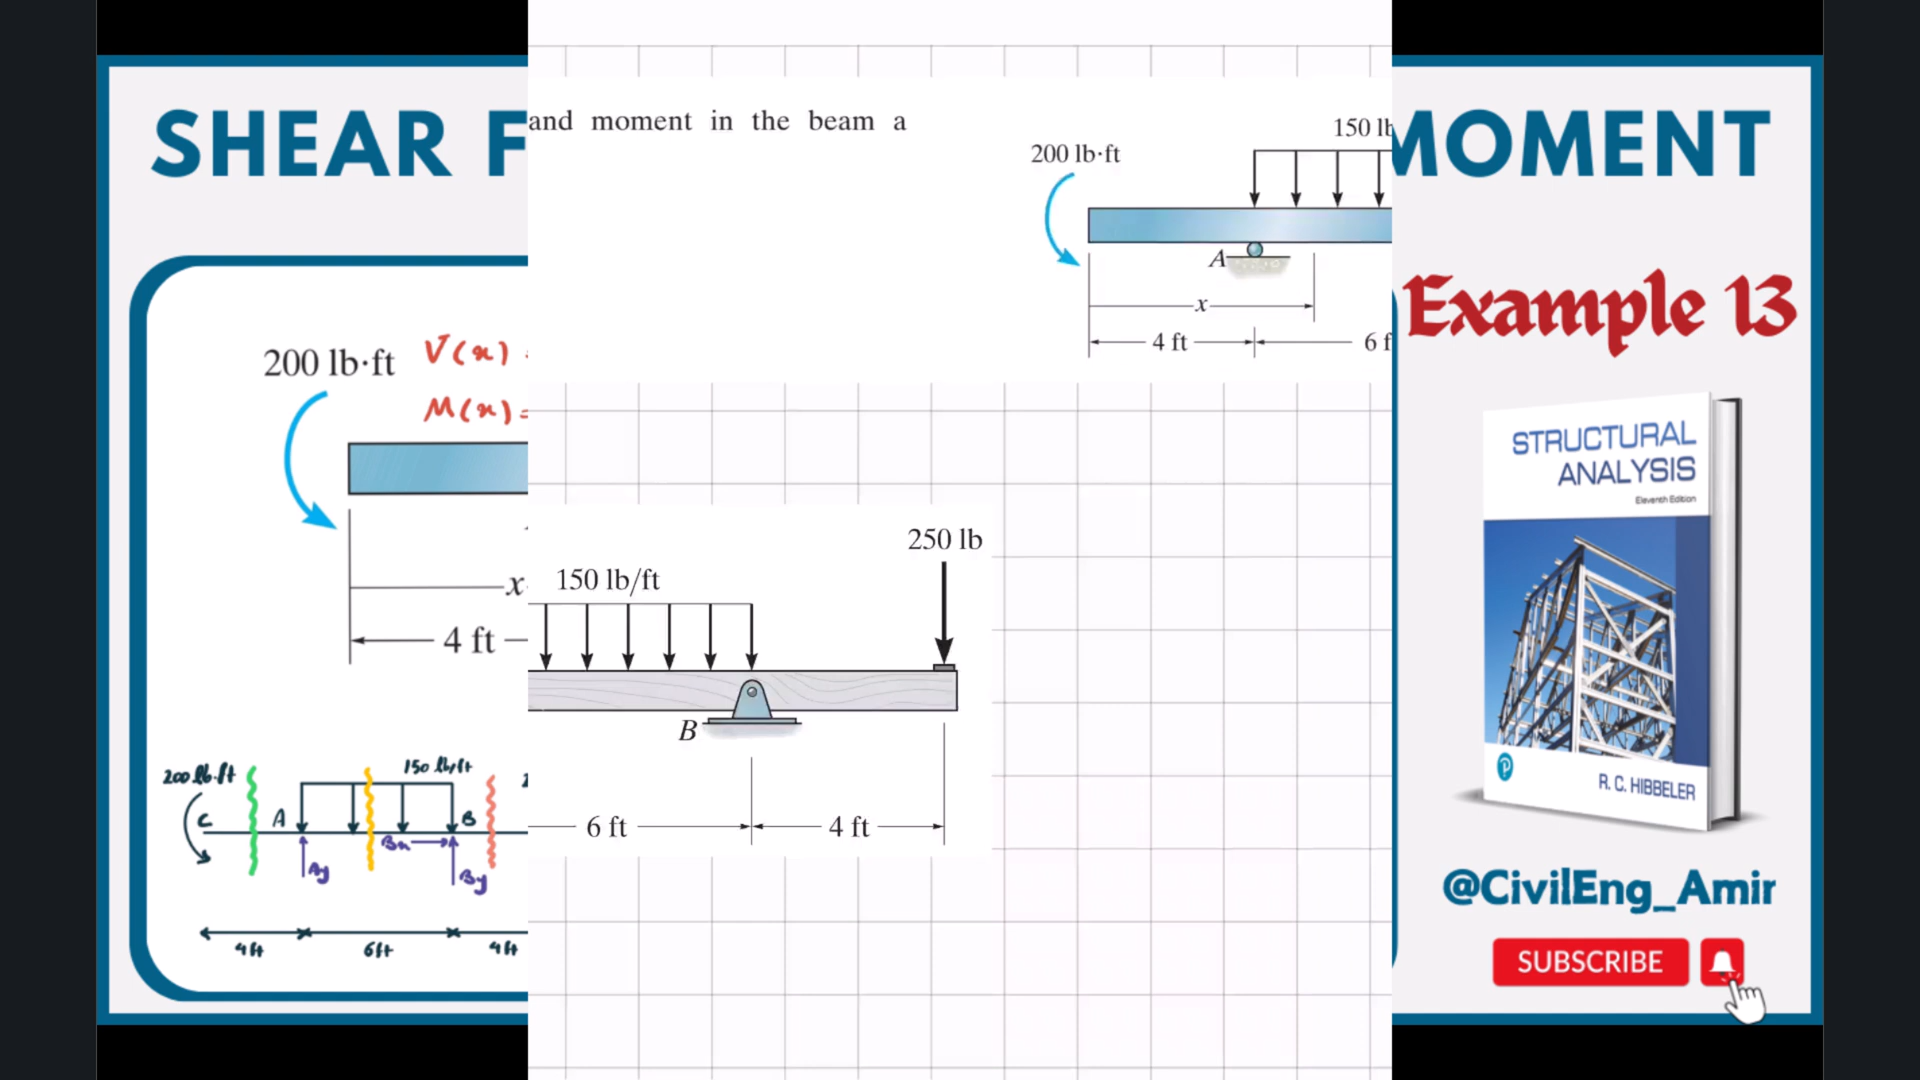 SHEAR F
MOMENT
and moment in the beam a
200 lb·ft
150 lb
A
x
4 ft
6 f
Example 13
200 lb·ft
V(x)
M(x)=
x
4 ft
250 lb
150 lb/ft
B
6 ft
4 ft
STRUCTURAL
ANALYSIS
Eleventh Edition
R. C. HIBBELER
200 lb.ft
150 lb/ft
C
A
B
Bx
Ay
By
4 ft
6 ft
4 ft
@CivilEng_Amir
SUBSCRIBE